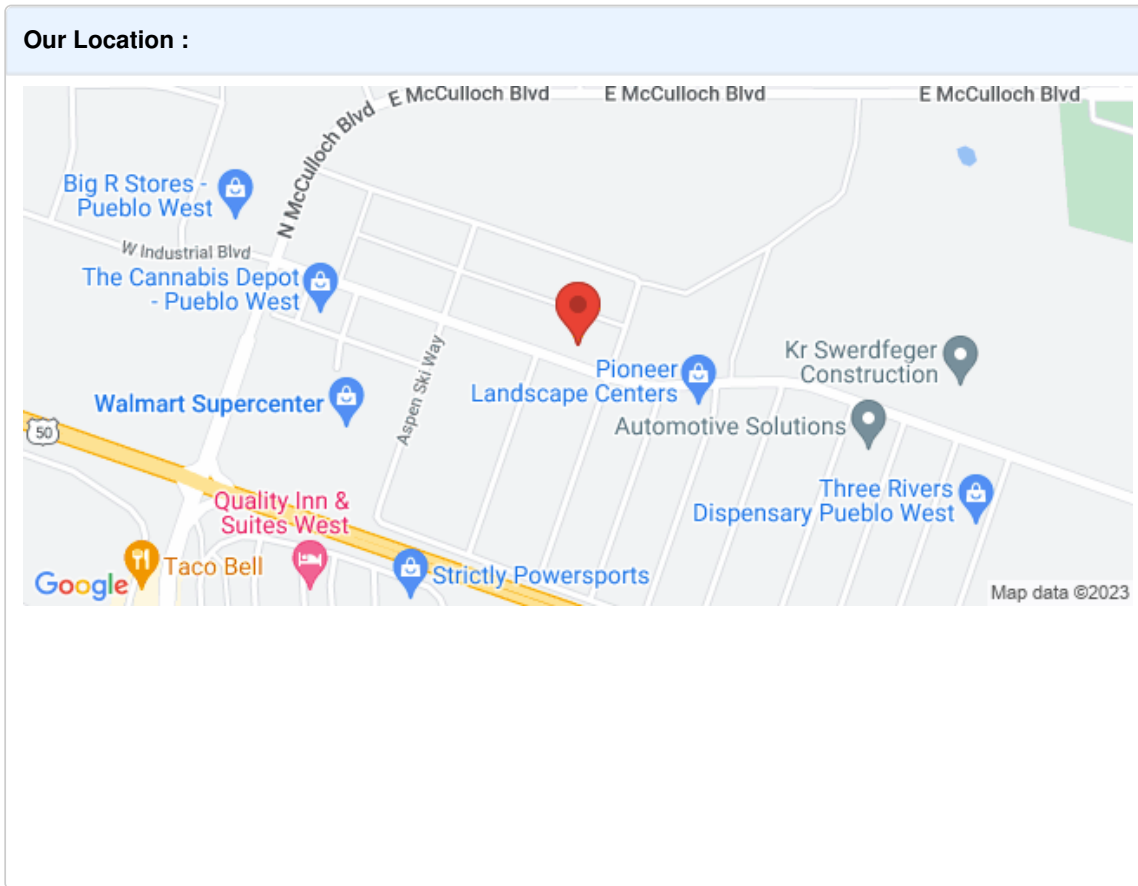 Our Location :
E McCulloch Blvd
E McCulloch Blvd
E McCulloch Blvd
N McCulloch Blvd
Big R Stores -
Pueblo West
W Industrial Blvd
The Cannabis Depot
- Pueblo West
Kr Swerdfeger
Construction
Pioneer
Landscape Centers
Aspen Ski Way
Walmart Supercenter
Automotive Solutions
50
Quality Inn &
Suites West
Three Rivers
Dispensary Pueblo West
Taco Bell
Strictly Powersports
Google
Map data ©2023